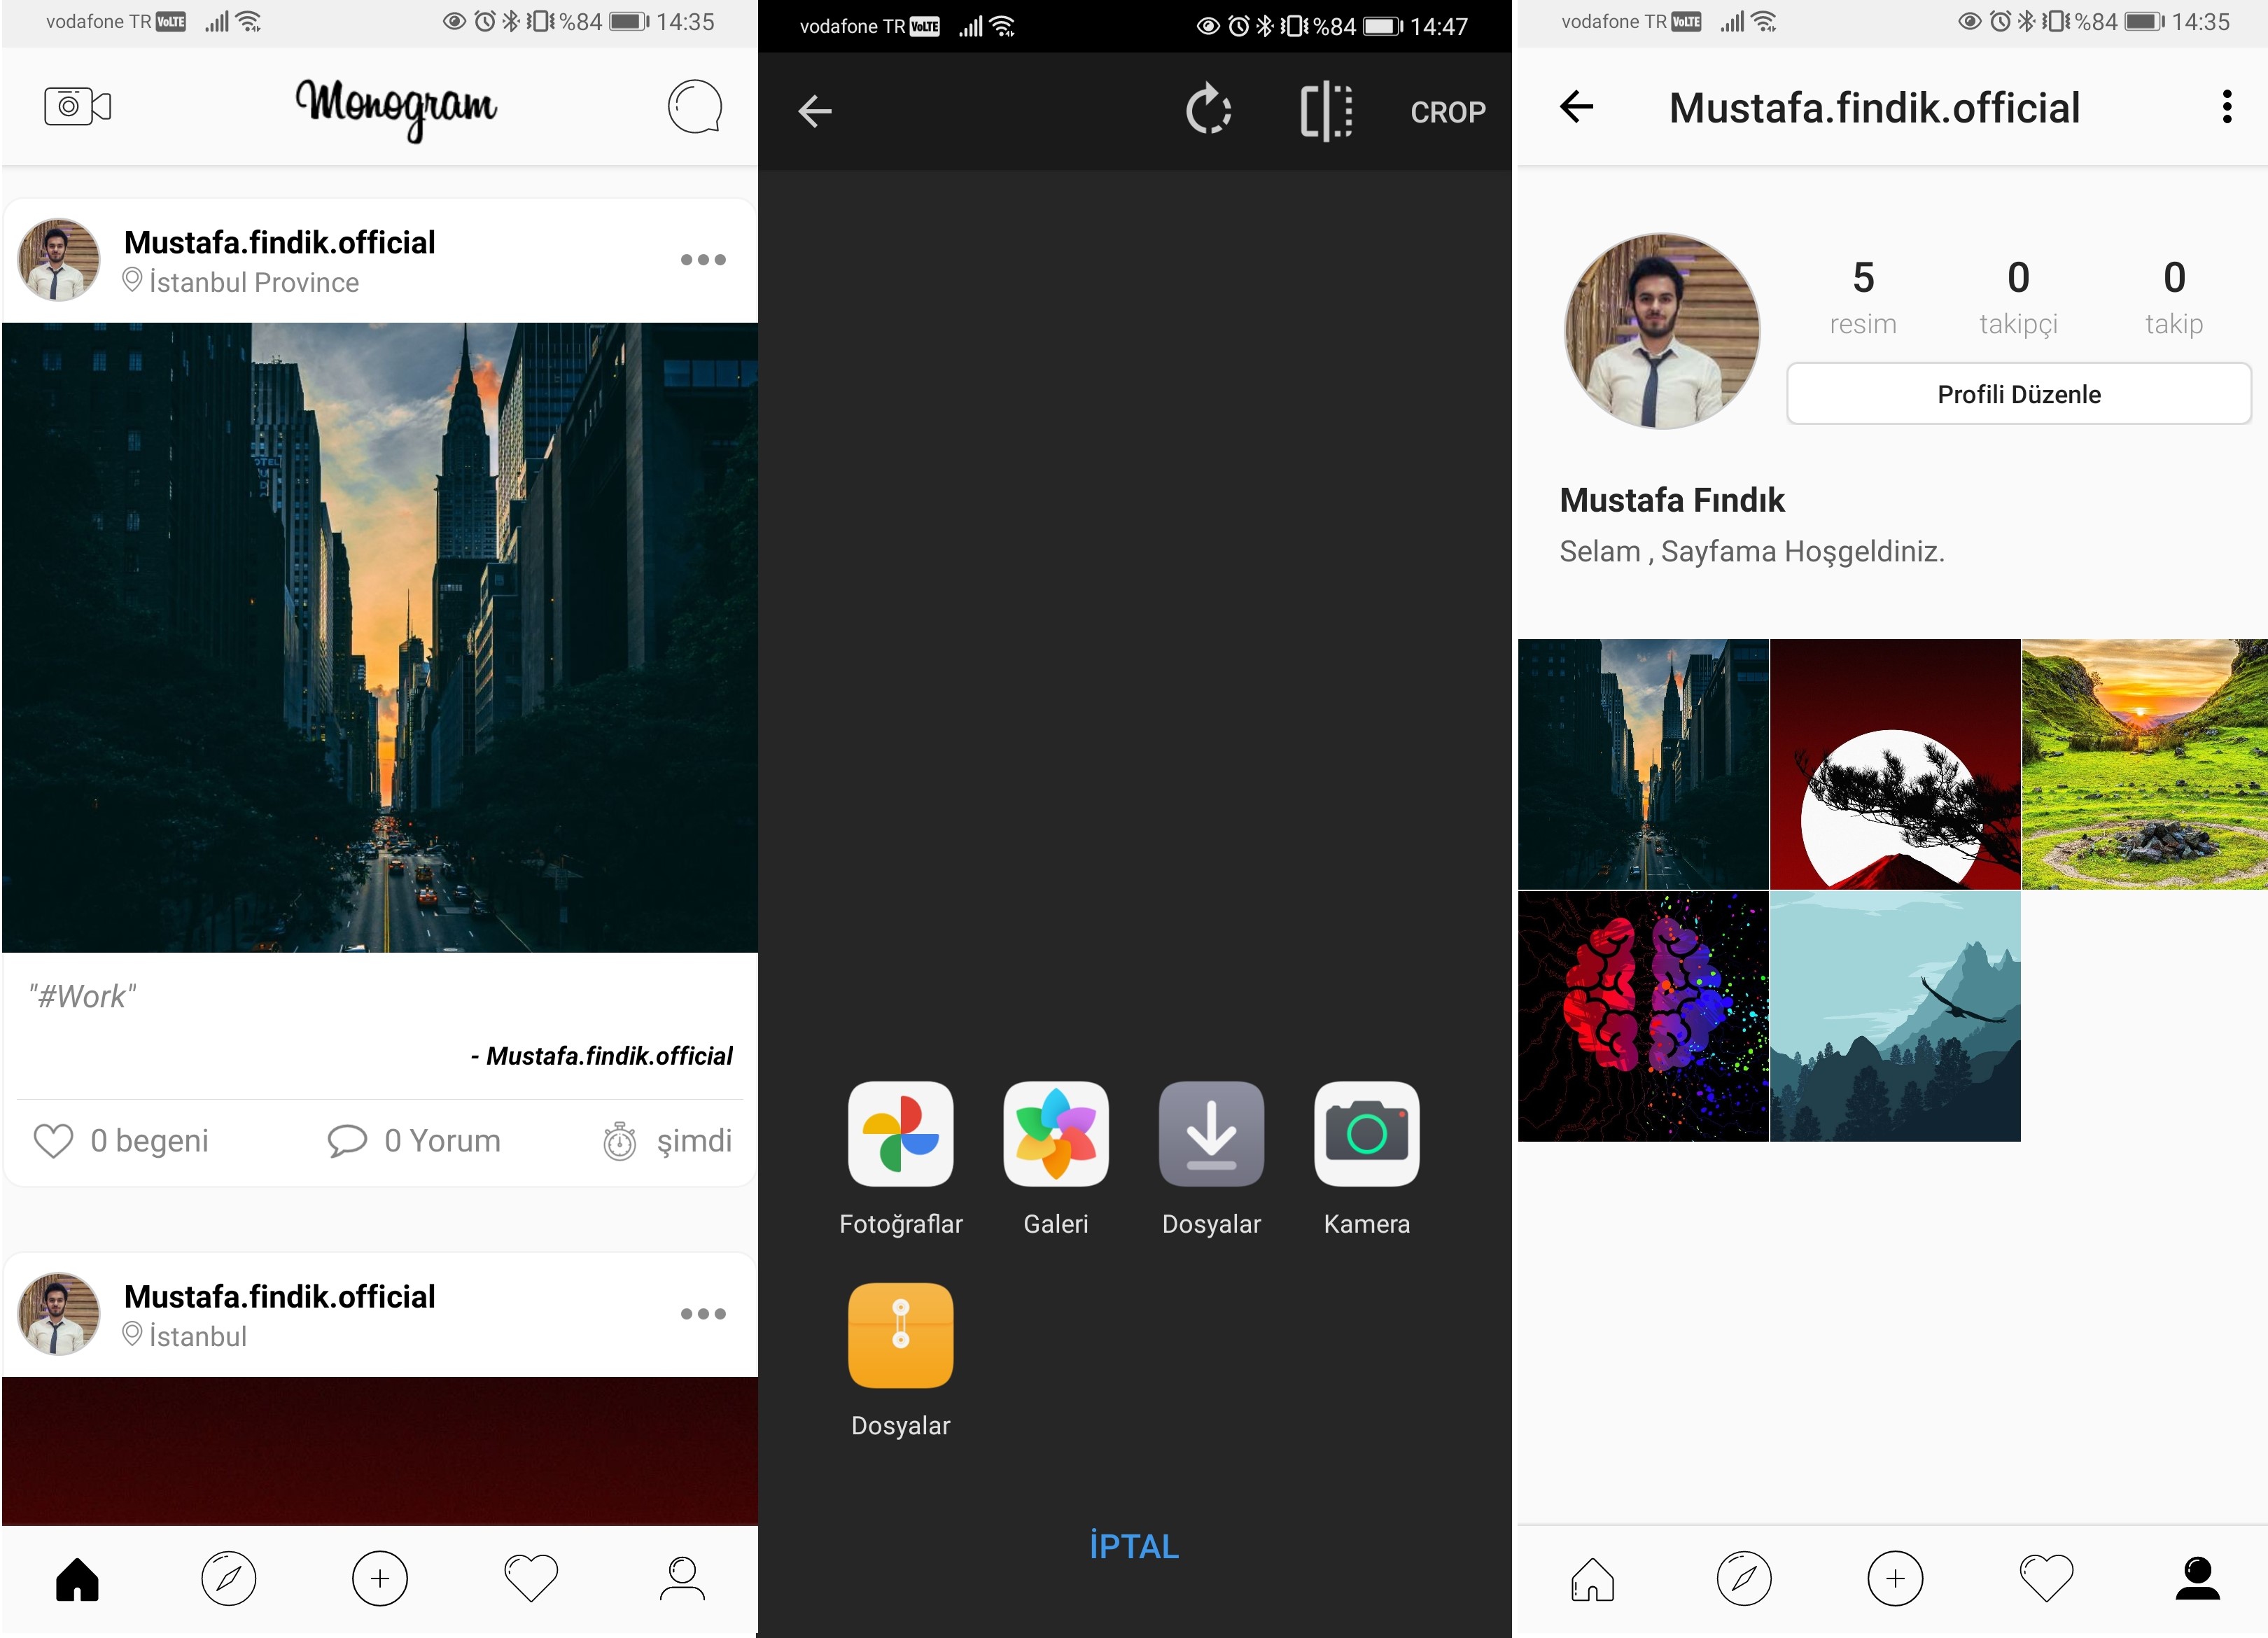 vodafone TR VoLTE %84 14:35
Monogram
Mustafa.findik.official
İstanbul Province
HOTEL
"#Work"
- Mustafa.findik.official
0 begeni 0 Yorum şimdi
Mustafa.findik.official
İstanbul
vodafone TR VoLTE %84 14:47
CROP
Fotoğraflar Galeri Dosyalar Kamera
Dosyalar
İPTAL
vodafone TR VoLTE %84 14:35
Mustafa.findik.official
5 0 0
resim takipçi takip
Profili Düzenle
Mustafa Fındık
Selam , Sayfama Hoşgeldiniz.